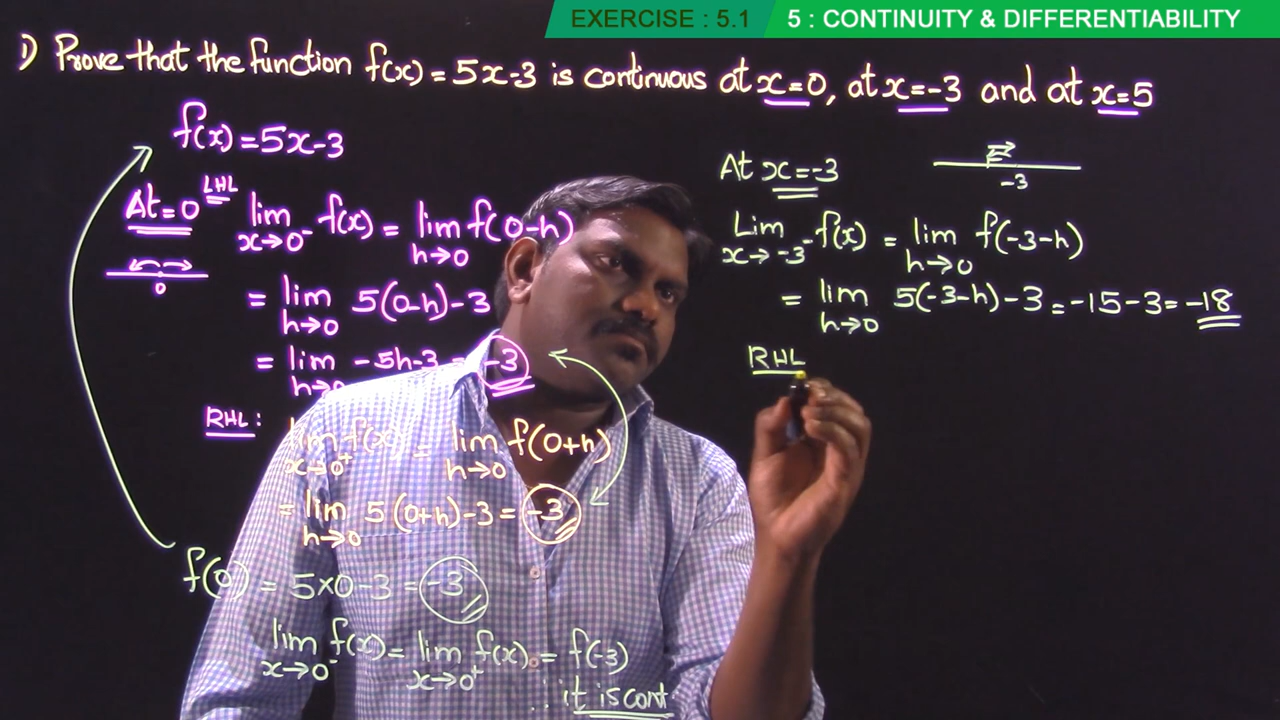 EXERCISE : 5.1 5 : CONTINUITY & DIFFERENTIABILITY
1) Prove that the function f(x) = 5x-3 is continuous at x=0, at x=-3 and at x=5
f(x) = 5x-3
At=0 LHL lim x→0⁻ f(x) = lim h→0 f(0-h)
0
= lim h→0 5(0-h)-3
= lim h→0 -5h-3 = -3
RHL: lim x→0⁺ f(x) = lim h→0 f(0+h)
= lim h→0 5(0+h)-3 = -3
f(0) = 5×0-3 = -3
lim x→0⁻ f(x) = lim x→0⁺ f(x) = f(-3)
∴ it is cont
At x=-3
-3
Lim x→-3⁻ f(x) = lim h→0 f(-3-h)
= lim h→0 5(-3-h)-3 = -15-3 = -18
RHL